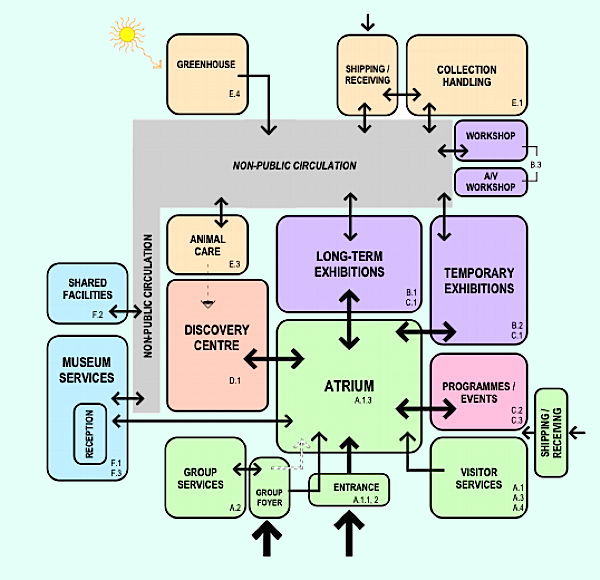 GREENHOUSE
E.4
SHIPPING /
RECEIVING
COLLECTION
HANDLING
E.1
WORKSHOP
B.3
A/V
WORKSHOP
NON-PUBLIC CIRCULATION
NON-PUBLIC CIRCULATION
ANIMAL
CARE
E.3
LONG-TERM
EXHIBITIONS
B.1
C.1
TEMPORARY
EXHIBITIONS
B.2
C.1
SHARED
FACILITIES
F.2
DISCOVERY
CENTRE
D.1
MUSEUM
SERVICES
RECEPTION
F.1
F.3
ATRIUM
A.1.3
PROGRAMMES /
EVENTS
C.2
C.3
SHIPPING /
RECEIVING
GROUP
SERVICES
A.2
GROUP
FOYER
ENTRANCE
A.1.1, 2
VISITOR
SERVICES
A.1
A.3
A.4